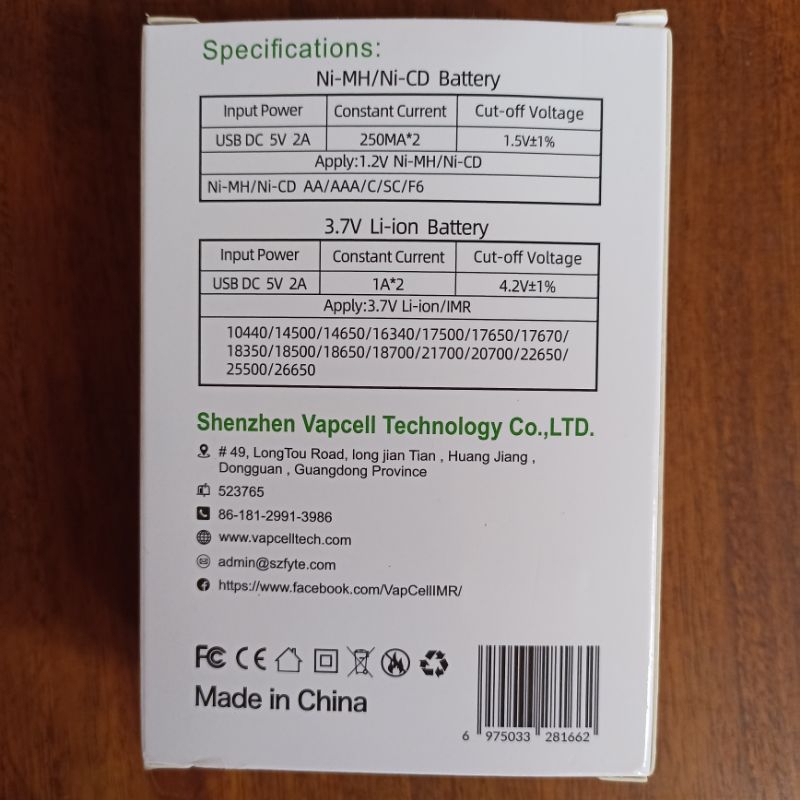 Specifications:
Ni-MH/Ni-CD Battery
Input Power Constant Current Cut-off Voltage
USB DC 5V 2A 250MA*2 1.5V±1%
Apply:1.2V Ni-MH/Ni-CD
Ni-MH/Ni-CD AA/AAA/C/SC/F6
3.7V Li-ion Battery
Input Power Constant Current Cut-off Voltage
USB DC 5V 2A 1A*2 4.2V±1%
Apply:3.7V Li-ion/IMR
10440/14500/14650/16340/17500/17650/17670/
18350/18500/18650/18700/21700/20700/22650/
25500/26650
Shenzhen Vapcell Technology Co.,LTD.
# 49, LongTou Road, long jian Tian , Huang Jiang ,
Dongguan , Guangdong Province
523765
86-181-2991-3986
www.vapcelltech.com
admin@szfyte.com
https://www.facebook.com/VapCellIMR/
FC CE
Made in China
6 975033 281662